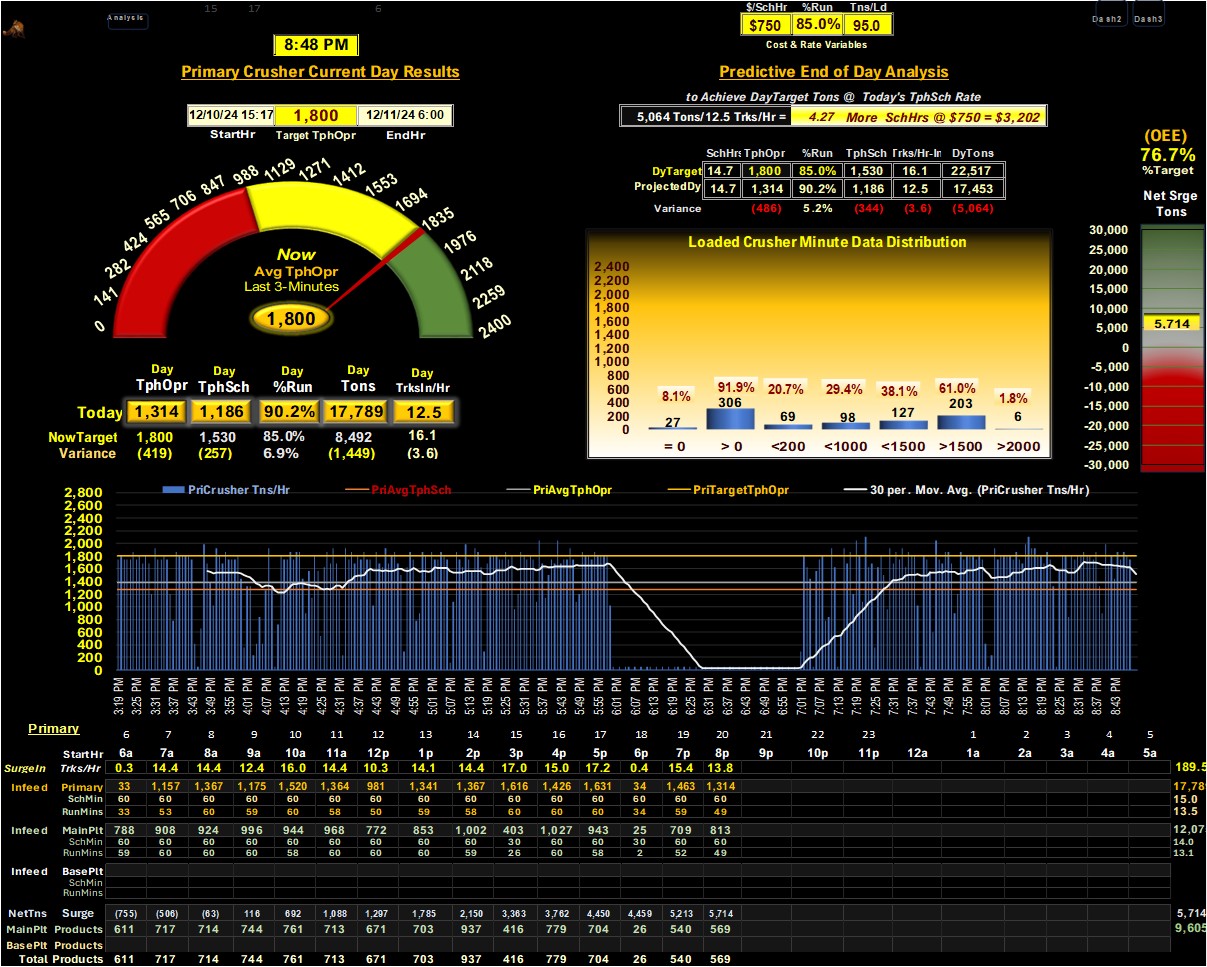 15 17 6
Analysis
$/SchHr %Run Tns/Ld
$750 85.0% 95.0
Cost & Rate Variables
Dash2 Dash3
8:48 PM
Primary Crusher Current Day Results
12/10/24 15:17 1,800 12/11/24 6:00
StartHr Target TphOpr EndHr
Predictive End of Day Analysis
to Achieve DayTarget Tons @ Today's TphSch Rate
5,064 Tons/12.5 Trks/Hr = 4.27 More SchHrs @ $750 = $3,202
SchHrs TphOpr %Run TphSch Trks/Hr-In DyTons
DyTarget 14.7 1,800 85.0% 1,530 16.1 22,517
ProjectedDy 14.7 1,314 90.2% 1,186 12.5 17,453
Variance (486) 5.2% (344) (3.6) (5,064)
(OEE)
76.7%
%Target
Net Srge
Tons
30,000
25,000
20,000
15,000
10,000
5,000
0
-5,000
-10,000
-15,000
-20,000
-25,000
-30,000
5,714
0 141 282 424 565 706 847 988 1129 1271 1412 1553 1694 1835 1976 2118 2259 2400
Now
Avg TphOpr
Last 3-Minutes
1,800
Day Day Day Day Day
TphOpr TphSch %Run Tons TrksIn/Hr
Today 1,314 1,186 90.2% 17,789 12.5
NowTarget 1,800 1,530 85.0% 8,492 16.1
Variance (419) (257) 6.9% (1,449) (3.6)
Loaded Crusher Minute Data Distribution
2,400
2,200
2,000
1,800
1,600
1,400
1,200
1,000
800
600
400
200
0
8.1% 91.9% 20.7% 29.4% 38.1% 61.0% 1.8%
27 306 69 98 127 203 6
= 0 > 0 <200 <1000 <1500 >1500 >2000
PriCrusher Tns/Hr PriAvgTphSch PriAvgTphOpr PriTargetTphOpr 30 per. Mov. Avg. (PriCrusher Tns/Hr)
2,800
2,600
2,400
2,200
2,000
1,800
1,600
1,400
1,200
1,000
800
600
400
200
0
3:19 PM 3:25 PM 3:31 PM 3:37 PM 3:43 PM 3:49 PM 3:55 PM 4:01 PM 4:07 PM 4:13 PM 4:19 PM 4:25 PM 4:31 PM 4:37 PM 4:43 PM 4:49 PM 4:55 PM 5:01 PM 5:07 PM 5:13 PM 5:19 PM 5:25 PM 5:31 PM 5:37 PM 5:43 PM 5:49 PM 5:55 PM 6:01 PM 6:07 PM 6:13 PM 6:19 PM 6:25 PM 6:31 PM 6:37 PM 6:43 PM 6:49 PM 6:55 PM 7:01 PM 7:07 PM 7:13 PM 7:19 PM 7:25 PM 7:31 PM 7:37 PM 7:43 PM 7:49 PM 7:55 PM 8:01 PM 8:07 PM 8:13 PM 8:19 PM 8:25 PM 8:31 PM 8:37 PM 8:43 PM
Primary 6 7 8 9 10 11 12 13 14 15 16 17 18 19 20 21 22 23 1 2 3 4 5
StartHr 6a 7a 8a 9a 10a 11a 12p 1p 2p 3p 4p 5p 6p 7p 8p 9p 10p 11p 12a 1a 2a 3a 4a 5a
SurgeIn Trks/Hr 0.3 14.4 14.4 12.4 16.0 14.4 10.3 14.1 14.4 17.0 15.0 17.2 0.4 15.4 13.8 189.5
Infeed Primary 33 1,157 1,367 1,175 1,520 1,364 981 1,341 1,367 1,616 1,426 1,631 34 1,463 1,314 17,789
SchMin 60 60 60 60 60 60 60 60 60 60 60 60 60 60 60 15.0
RunMins 33 53 60 59 58 60 50 59 58 60 60 60 34 59 49 13.5
Infeed MainPlt 788 908 924 996 944 968 772 853 1,002 403 1,027 943 25 709 813 12,07
SchMin 60 60 60 60 60 60 60 60 60 30 60 60 30 60 60 14.0
RunMins 59 60 60 60 58 60 60 60 59 26 60 58 2 52 49 13.1
Infeed BasePlt
SchMin
RunMins
NetTns Surge (755) (506) (63) 116 692 1,088 1,297 1,785 2,150 3,363 3,762 4,450 4,459 5,213 5,714 5,714
MainPlt Products 611 717 714 744 761 713 671 703 937 416 779 704 26 540 569 9,605
BasePlt Products
Total Products 611 717 714 744 761 713 671 703 937 416 779 704 26 540 569